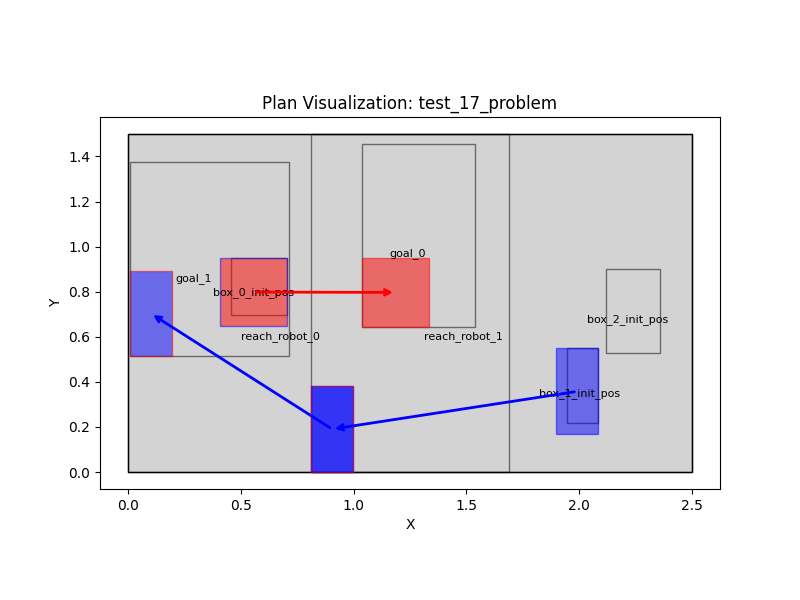 Plan Visualization: test_17_problem
Y
1.4
1.2
1.0
0.8
0.6
0.4
0.2
0.0
goal_0
goal_1
box_0_init_pos
box_2_init_pos
reach_robot_0
reach_robot_1
box_1_init_pos
0.0
0.5
1.0
1.5
2.0
2.5
X